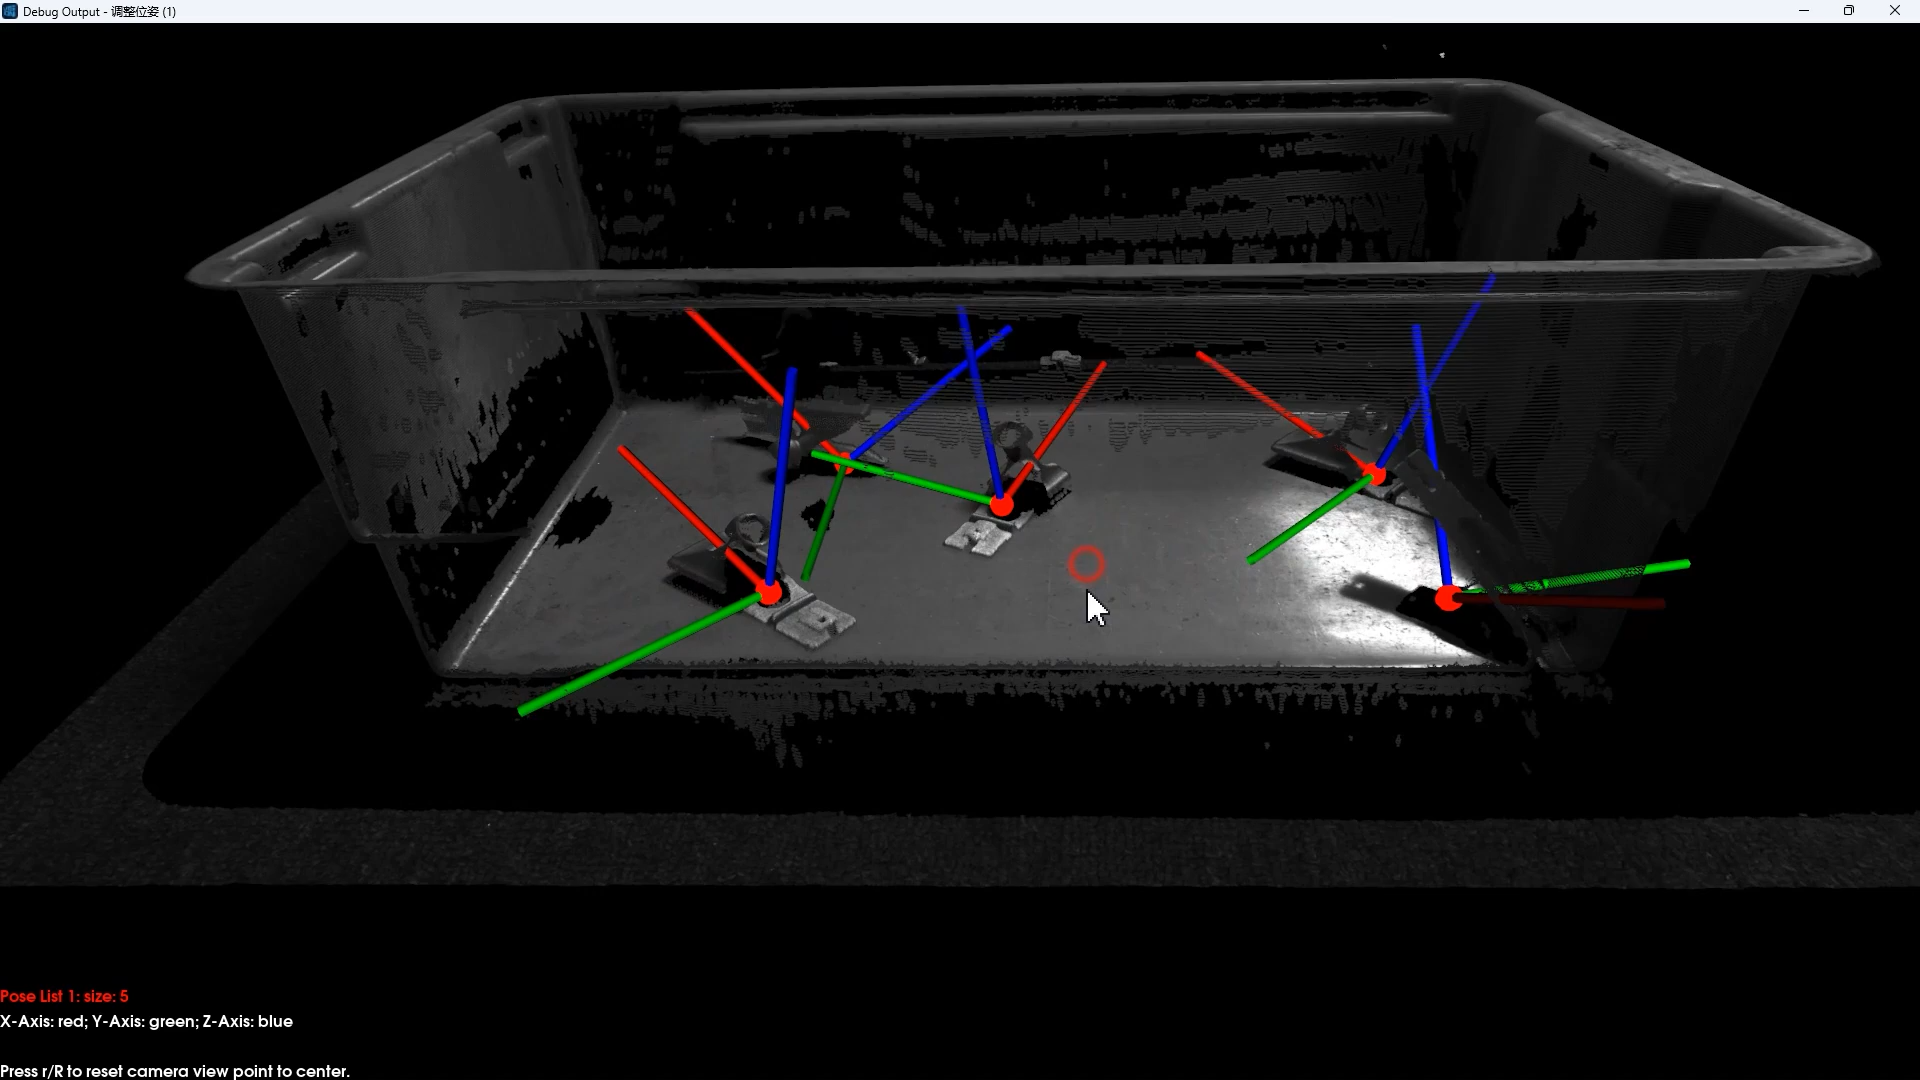 Debug Output - 调整位姿 (1)
Pose List 1: size: 5
X-Axis: red; Y-Axis: green; Z-Axis: blue
Press r/R to reset camera view point to center.